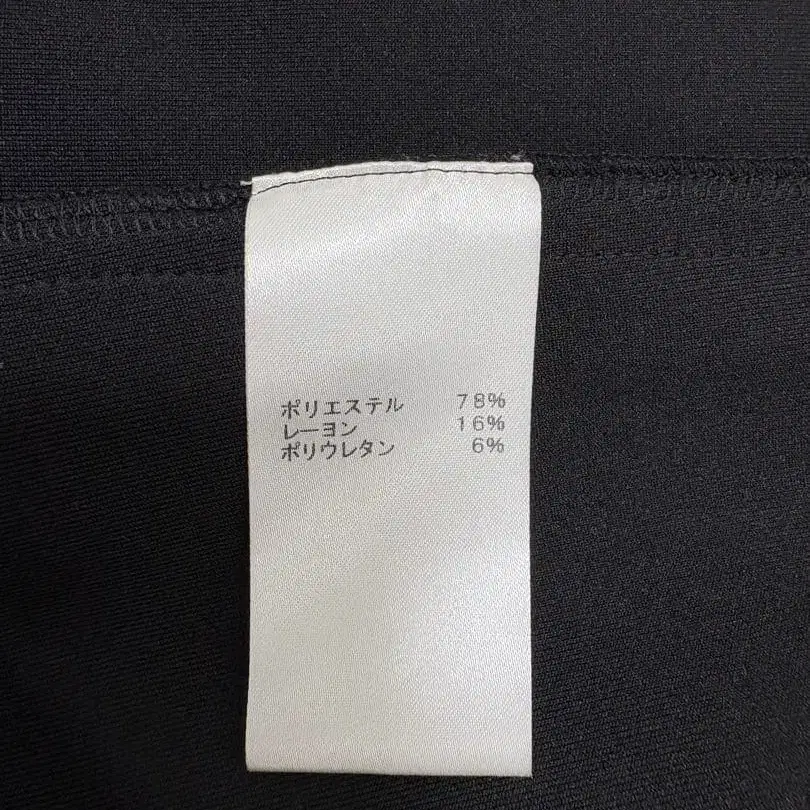 ポリエステル 78%
レーヨン 16%
ポリウレタン 6%